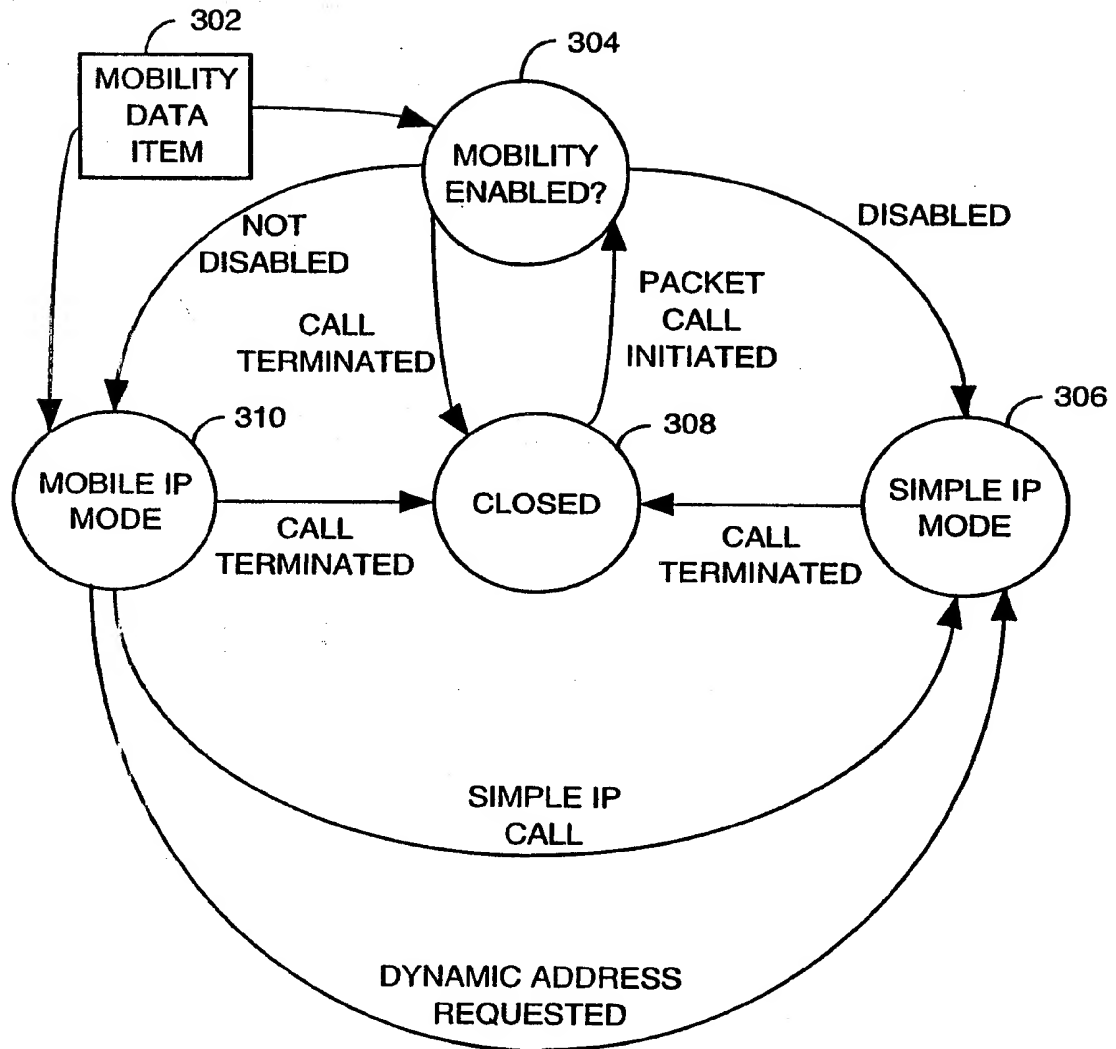 302
MOBILITY
DATA
ITEM
304
MOBILITY
ENABLED?
NOT
DISABLED
DISABLED
CALL
TERMINATED
PACKET
CALL
INITIATED
310
MOBILE IP
MODE
308
CLOSED
306
SIMPLE IP
MODE
CALL
TERMINATED
CALL
TERMINATED
SIMPLE IP
CALL
DYNAMIC ADDRESS
REQUESTED